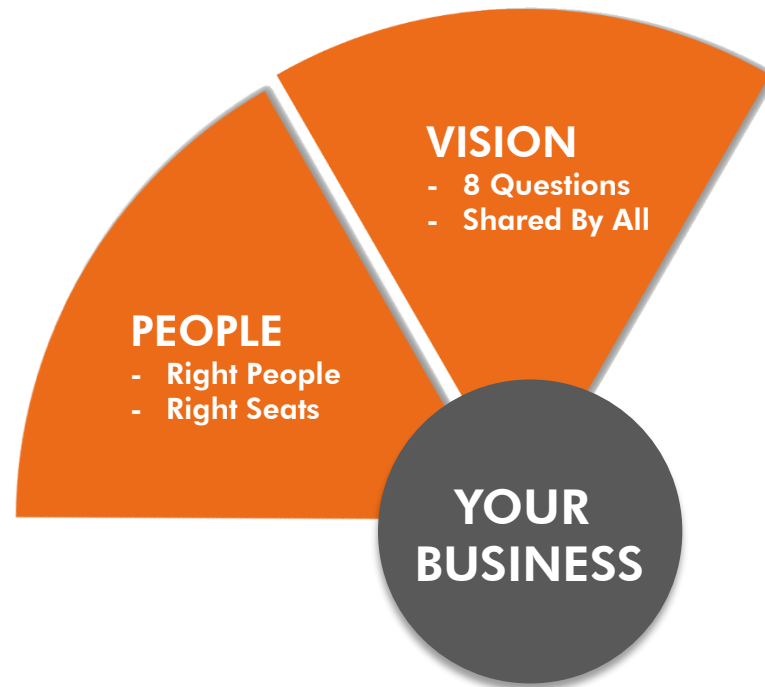 VISION
- 8 Questions
- Shared By All
PEOPLE
- Right People
- Right Seats
YOUR
BUSINESS